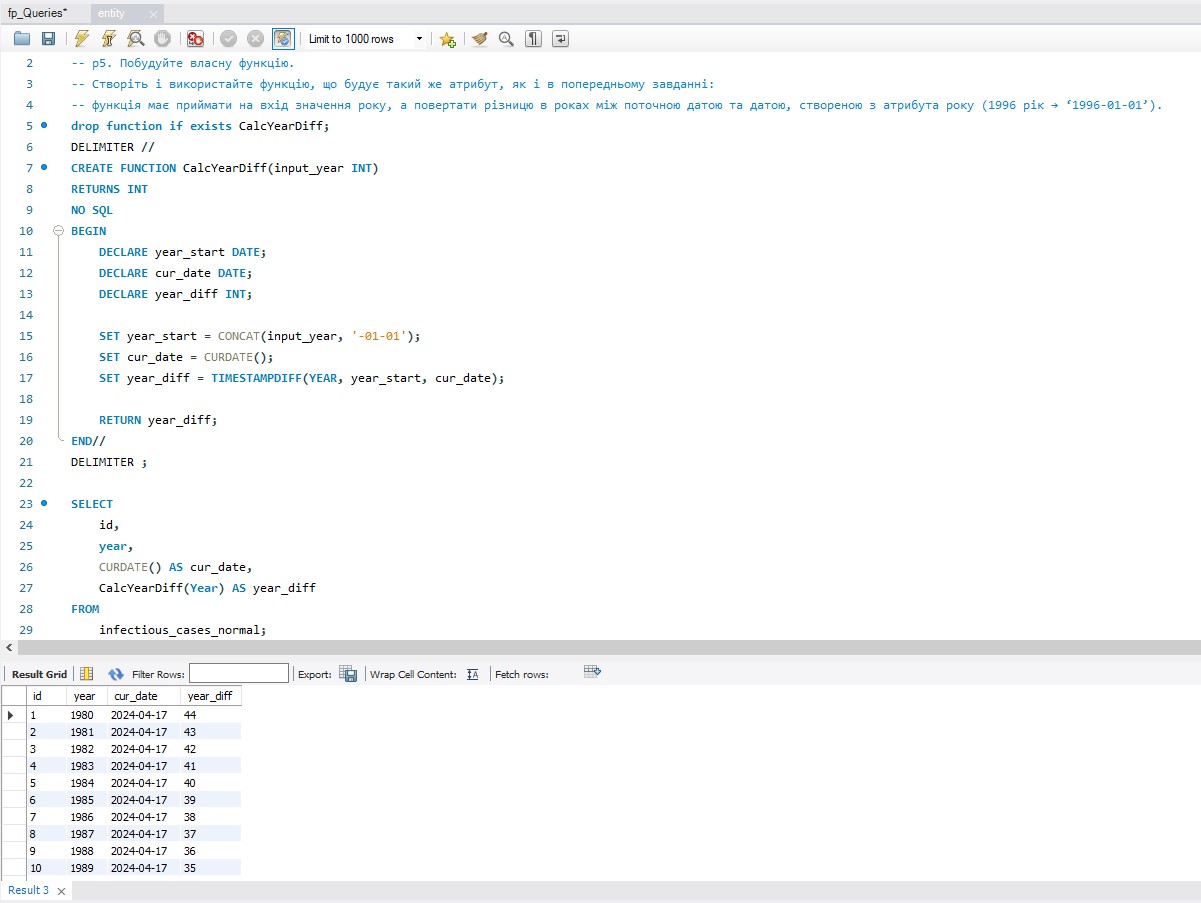 fp_Queries* entity
Limit to 1000 rows
2 -- p5. Побудуйте власну функцію.
3 -- Створіть і використайте функцію, що будує такий же атрибут, як і в попередньому завданні:
4 -- функція має приймати на вхід значення року, а повертати різницю в роках між поточною датою та датою, створеною з атрибута року (1996 рік → ‘1996-01-01’).
5 drop function if exists CalcYearDiff;
6 DELIMITER //
7 CREATE FUNCTION CalcYearDiff(input_year INT)
8 RETURNS INT
9 NO SQL
10 BEGIN
11 DECLARE year_start DATE;
12 DECLARE cur_date DATE;
13 DECLARE year_diff INT;
14
15 SET year_start = CONCAT(input_year, '-01-01');
16 SET cur_date = CURDATE();
17 SET year_diff = TIMESTAMPDIFF(YEAR, year_start, cur_date);
18
19 RETURN year_diff;
20 END//
21 DELIMITER ;
22
23 SELECT
24 id,
25 year,
26 CURDATE() AS cur_date,
27 CalcYearDiff(Year) AS year_diff
28 FROM
29 infectious_cases_normal;
Result Grid Filter Rows: Export: Wrap Cell Content: Fetch rows:
id year cur_date year_diff
1 1980 2024-04-17 44
2 1981 2024-04-17 43
3 1982 2024-04-17 42
4 1983 2024-04-17 41
5 1984 2024-04-17 40
6 1985 2024-04-17 39
7 1986 2024-04-17 38
8 1987 2024-04-17 37
9 1988 2024-04-17 36
10 1989 2024-04-17 35
Result 3